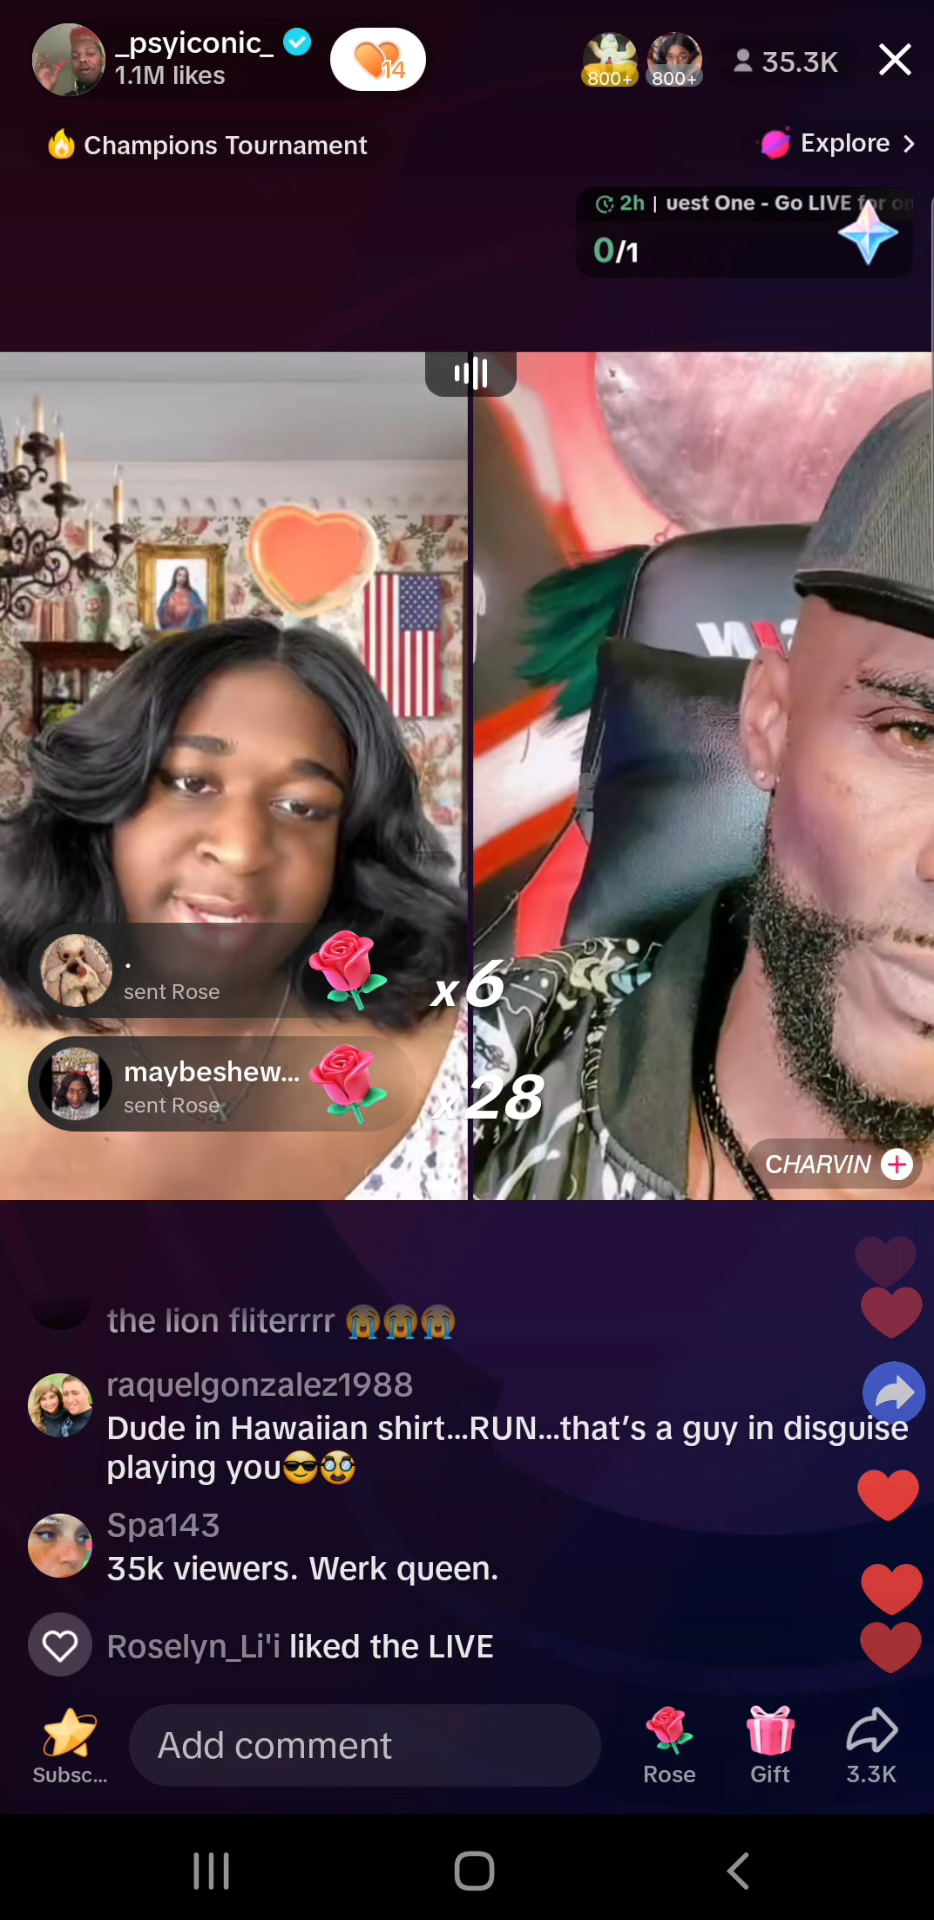 _psyiconic_
1.1M likes
14
800+
800+
35.3K
Champions Tournament
Explore >
2h | uest One - Go LIVE for on
0/1
.
sent Rose
x6
maybeshew...
sent Rose
x28
CHARVIN
the lion fliterrrr 😭😭😭
raquelgonzalez1988
Dude in Hawaiian shirt...RUN...that's a guy in disguise
playing you😎🥸
Spa143
35k viewers. Werk queen.
Roselyn_Li'i liked the LIVE
Subsc...
Add comment
Rose
Gift
3.3K